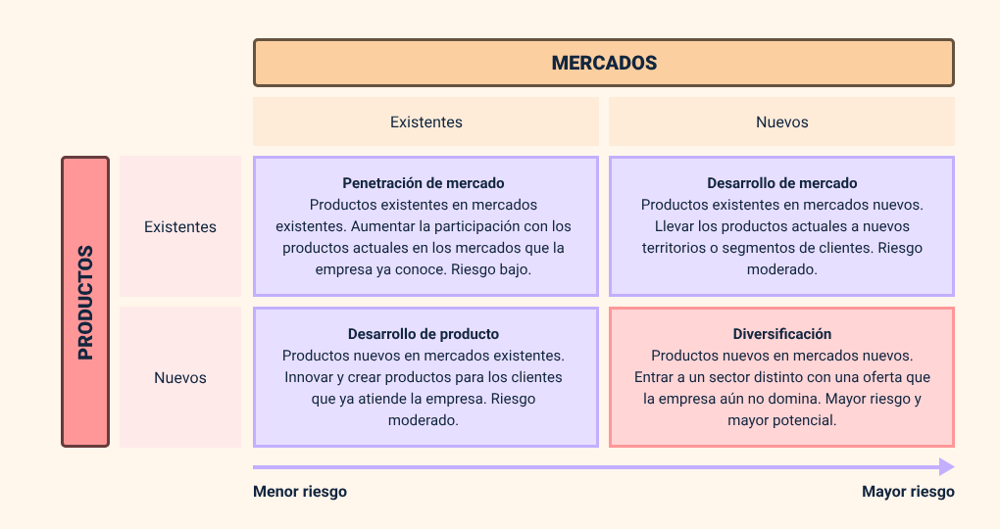 MERCADOS
Existentes
Nuevos
PRODUCTOS
Existentes
Penetración de mercado
Productos existentes en mercados
existentes. Aumentar la participación con los
productos actuales en los mercados que la
empresa ya conoce. Riesgo bajo.
Desarrollo de mercado
Productos existentes en mercados nuevos.
Llevar los productos actuales a nuevos
territorios o segmentos de clientes. Riesgo
moderado.
Nuevos
Desarrollo de producto
Productos nuevos en mercados existentes.
Innovar y crear productos para los clientes
que ya atiende la empresa. Riesgo
moderado.
Diversificación
Productos nuevos en mercados nuevos.
Entrar a un sector distinto con una oferta que
la empresa aún no domina. Mayor riesgo y
mayor potencial.
Menor riesgo
Mayor riesgo